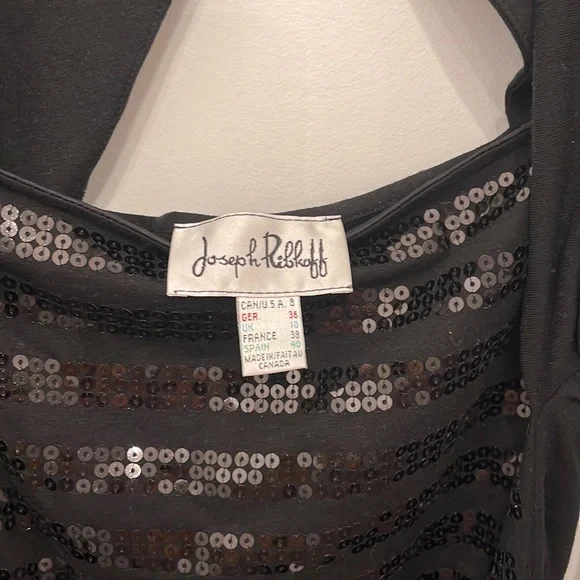 Joseph Ribkoff
CAN/U.S.A. 8
GER. 36
UK 10
FRANCE 38
SPAIN 40
MADE IN/FAIT AU
CANADA